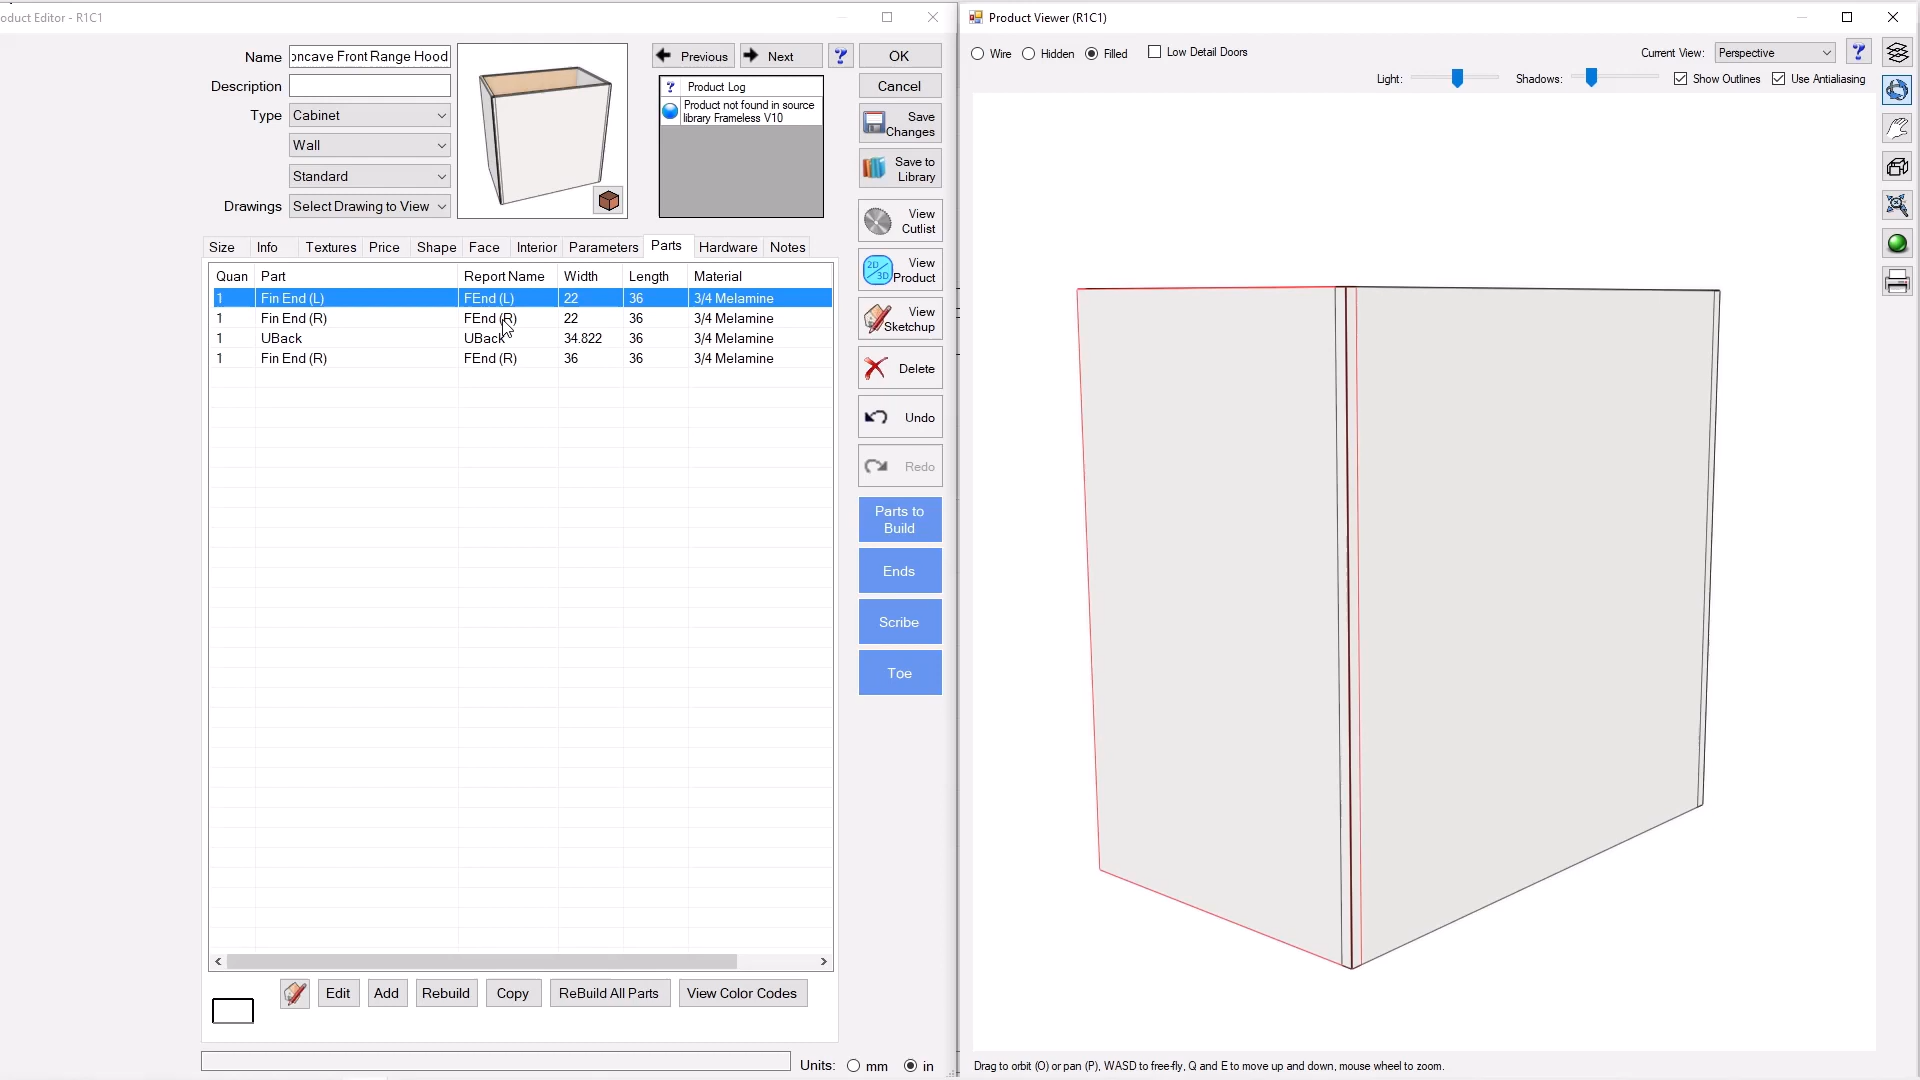 oduct Editor - R1C1
Name oncave Front Range Hood
Description
Type Cabinet
Wall
Standard
Drawings Select Drawing to View
Previous Next ?
? Product Log
Product not found in source
library Frameless V10
OK
Cancel
Save
Changes
Save to
Library
View
Cutlist
2D/3D View
Product
View
Sketchup
Delete
Undo
Redo
Parts to
Build
Ends
Scribe
Toe
Size Info Textures Price Shape Face Interior Parameters Parts Hardware Notes
Quan Part Report Name Width Length Material
1 Fin End (L) FEnd (L) 22 36 3/4 Melamine
1 Fin End (R) FEnd (R) 22 36 3/4 Melamine
1 UBack UBack 34.822 36 3/4 Melamine
1 Fin End (R) FEnd (R) 36 36 3/4 Melamine
Edit Add Rebuild Copy ReBuild All Parts View Color Codes
Units: mm in
Product Viewer (R1C1)
Wire Hidden Filled Low Detail Doors
Current View: Perspective ?
Light: Shadows: Show Outlines Use Antialiasing
Drag to orbit (O) or pan (P), WASD to free-fly, Q and E to move up and down, mouse wheel to zoom.